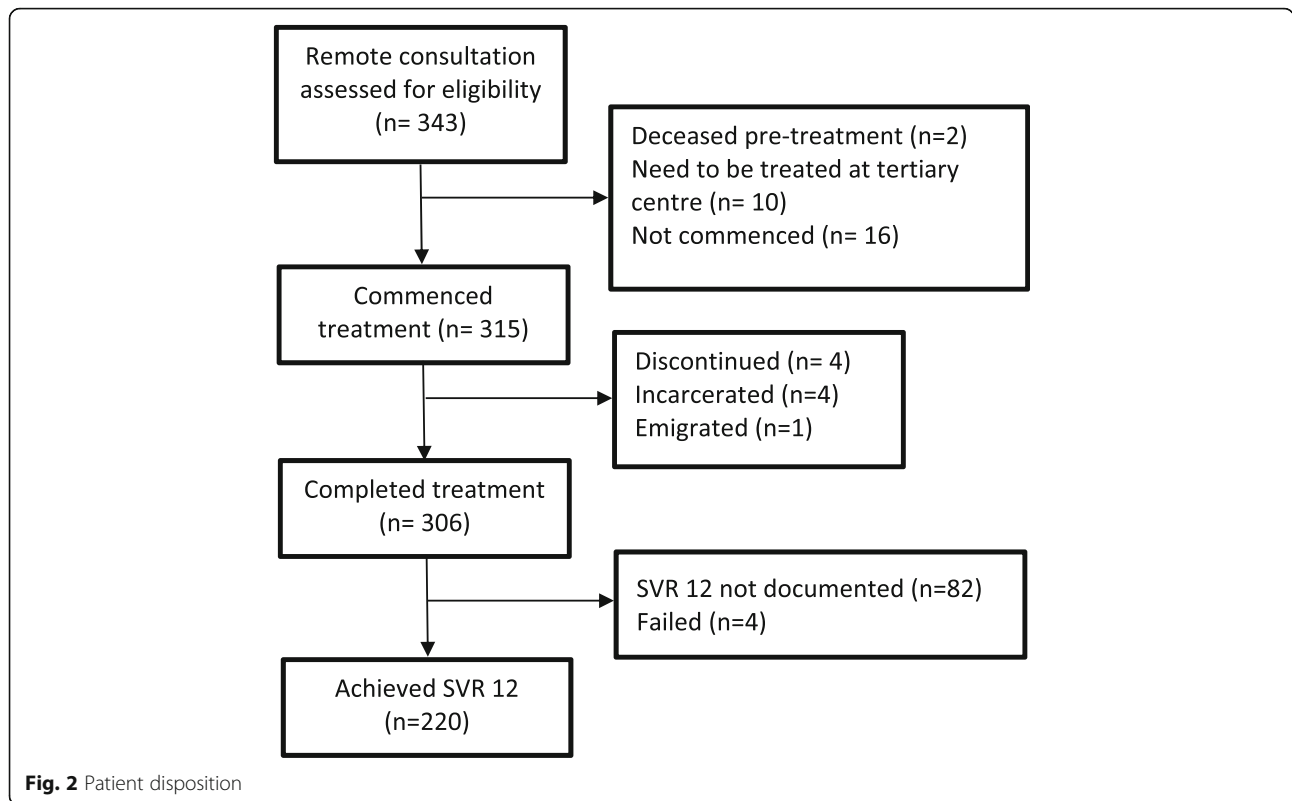 Remote consultation
assessed for eligibility
(n= 343)
Deceased pre-treatment (n=2)
Need to be treated at tertiary
centre (n= 10)
Not commenced (n= 16)
Commenced
treatment (n= 315)
Discontinued (n= 4)
Incarcerated (n=4)
Emigrated (n=1)
Completed treatment
(n= 306)
SVR 12 not documented (n=82)
Failed (n=4)
Achieved SVR 12
(n=220)
Fig. 2 Patient disposition